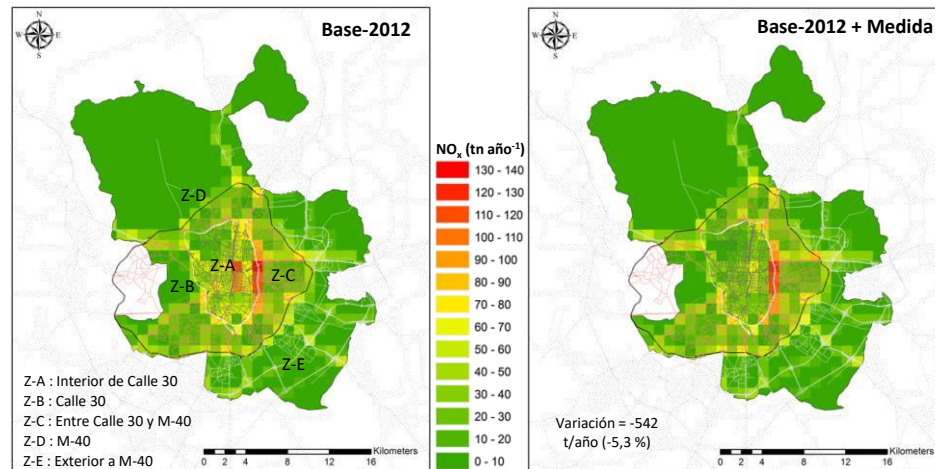 Base-2012
N
W
E
S
Z-D
Z-A
Z-C
Z-B
Z-E
Z-A : Interior de Calle 30
Z-B : Calle 30
Z-C : Entre Calle 30 y M-40
Z-D : M-40
Z-E : Exterior a M-40
Kilometers
0 2 4 8 12 16
NOx (tn año-1)
130 - 140
120 - 130
110 - 120
100 - 110
90 - 100
80 - 90
70 - 80
60 - 70
50 - 60
40 - 50
30 - 40
20 - 30
10 - 20
0 - 10
Base-2012 + Medida
N
W
E
S
Variación = -542
t/año (-5,3 %)
Kilometers
0 2 4 8 12 16